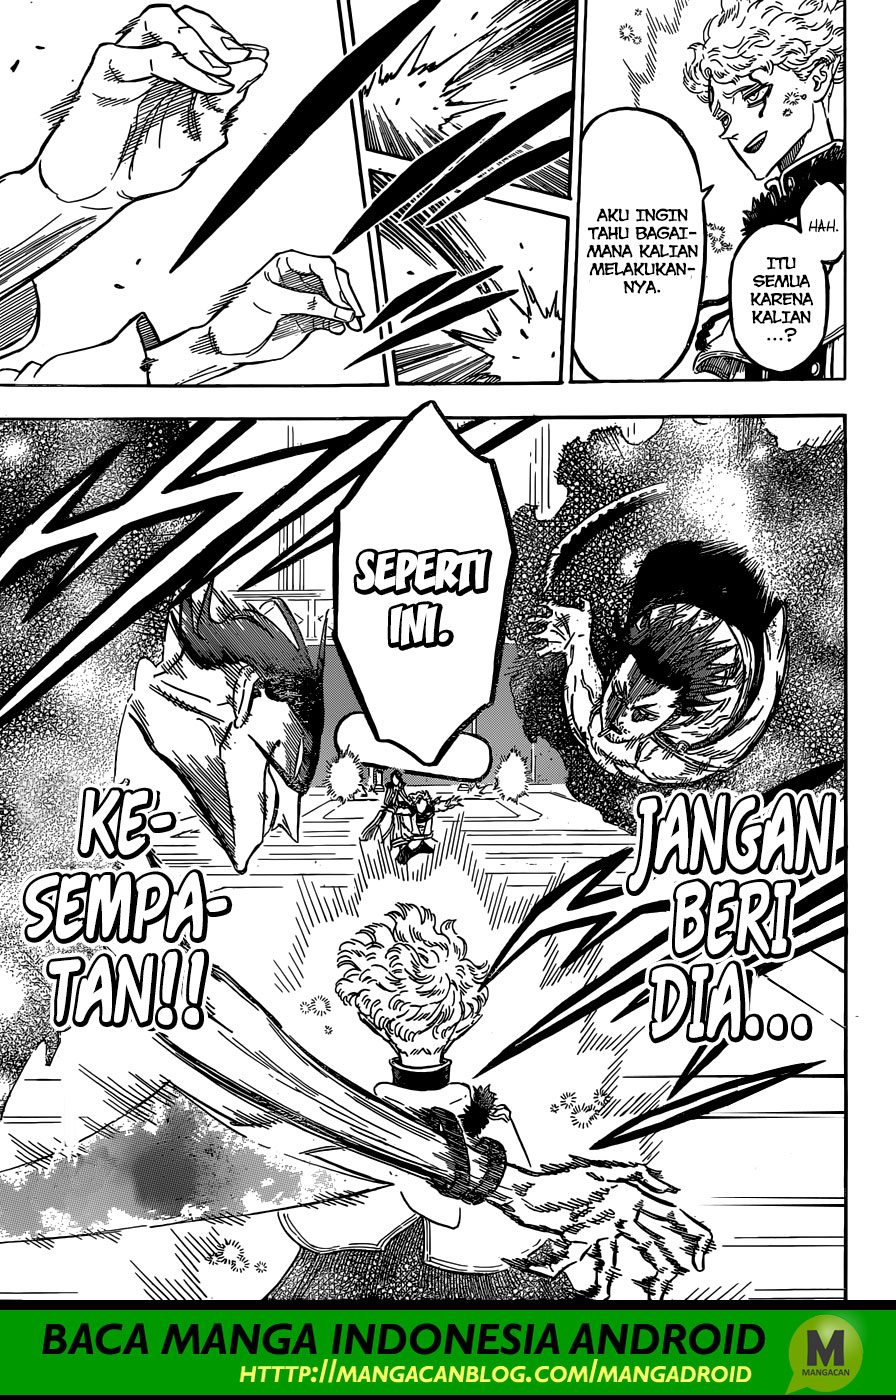 HAH.
ITU
SEMUA
KARENA
KALIAN
...?
AKU INGIN
TAHU BAGAI-
MANA KALIAN
MELAKUKAN-
NYA.
SEPERTI
INI.
JANGAN
BERI
DIA...
KE-
SEMPA-
TAN!!
BACA MANGA INDONESIA ANDROID
HTTTP://MANGACANBLOG.COM/MANGADROID
M
MANGACAN